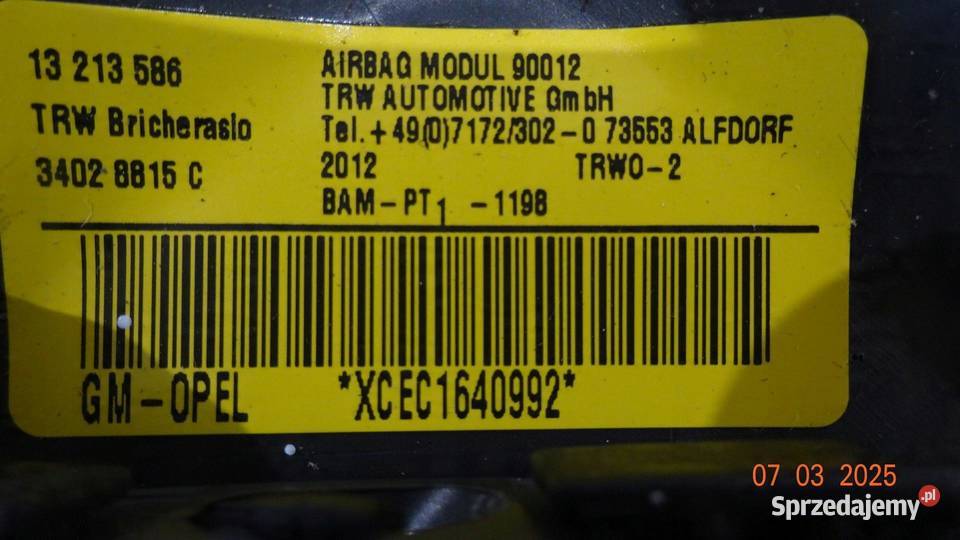 13 213 586
TRW Bricherasio
3402 8815 C
AIRBAG MODUL 90012
TRW AUTOMOTIVE GmbH
Tel. +49(0)7172/302-0 73553 ALFDORF
2012 TRWO-2
BAM-PT1 -1198
GM-OPEL *XCEC1640992*
07 03 2025
Sprzedajemy.pl